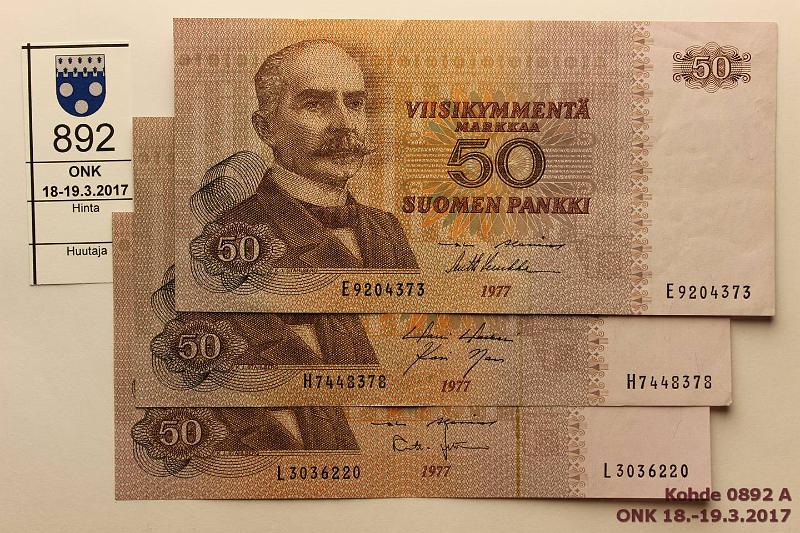 892
ONK
18-19.3.2017
Hinta
Huutaja
50
VIISIKYMMENTÄ
MARKKAA
50
SUOMEN PANKKI
50
E9204373
1977
E9204373
50
H7448378
1977
H7448378
50
L3036220
1977
L3036220
Kohde 0892 A
ONK 18.-19.3.2017